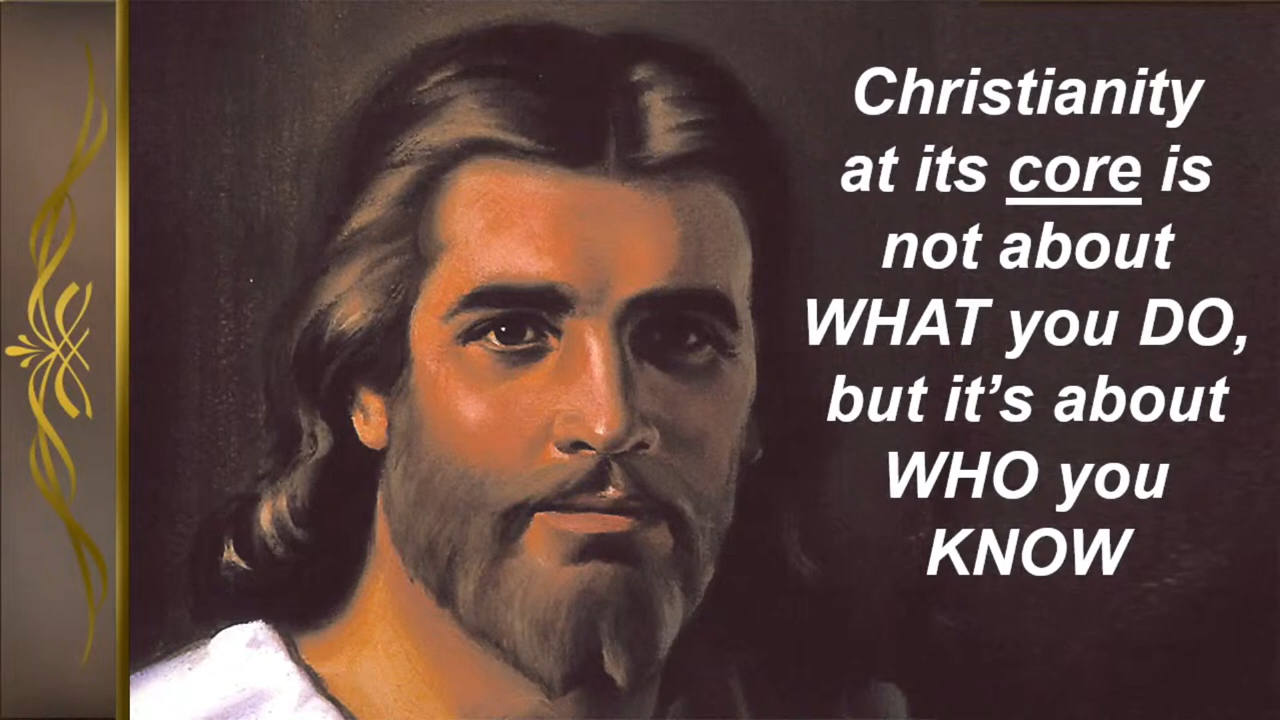 Christianity
at its core is
not about
WHAT you DO,
but it’s about
WHO you
KNOW